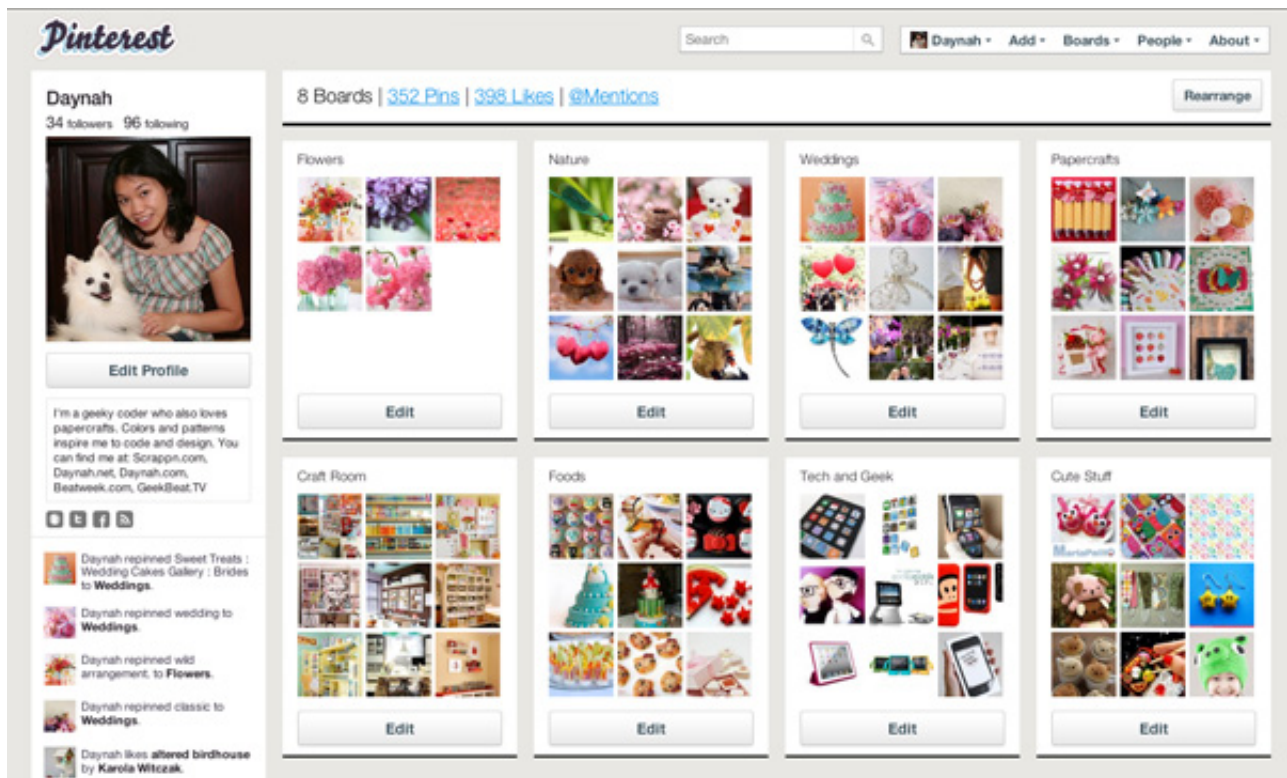 Pinterest
Search
Daynah
Add
Boards
People
About
Daynah
34 followers 96 following
Edit Profile
I'm a geeky coder who also loves
papercrafts. Colors and patterns
inspire me to code and design. You
can find me at: Scrappn.com,
Daynah.net, Daynah.com,
Beatweek.com, GeekBeat.TV
Daynah repinned Sweet Treats :
Wedding Cakes Gallery : Brides
to Weddings.
Daynah repinned wedding to
Weddings.
Daynah repinned wild
arrangement, to Flowers.
Daynah repinned classic to
Weddings.
Daynah likes altered birdhouse
by Karola Witczak.
8 Boards | 352 Pins | 398 Likes | @Mentions
Rearrange
Flowers
Edit
Nature
Edit
Weddings
Edit
Papercrafts
Edit
Craft Room
Edit
Foods
Edit
Tech and Geek
Edit
Cute Stuff
Edit